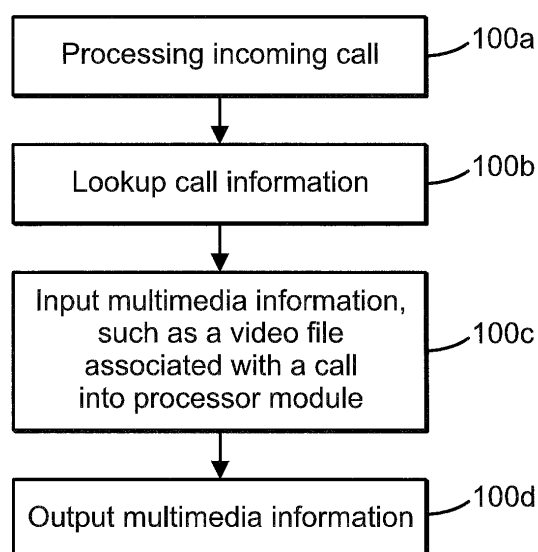 Processing incoming call
100a
Lookup call information
100b
Input multimedia information,
such as a video file
associated with a call
into processor module
100c
Output multimedia information
100d